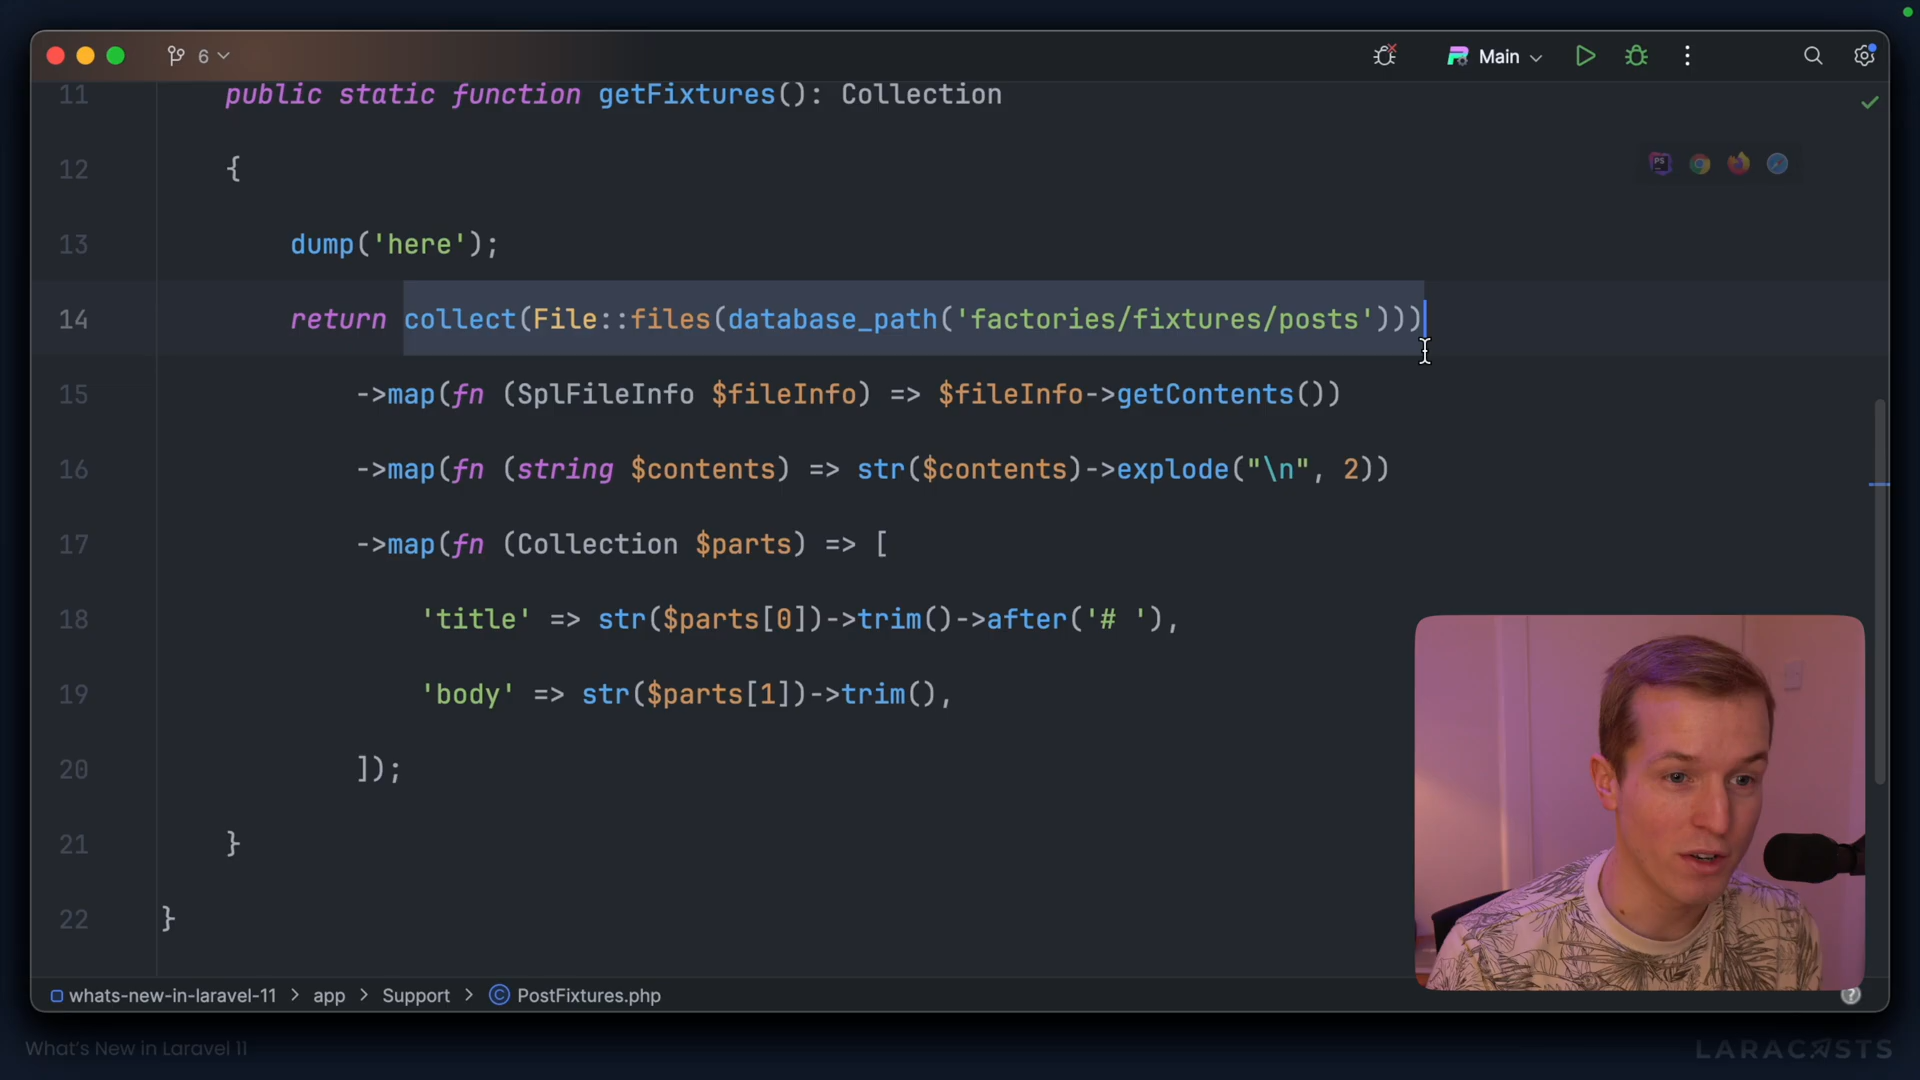 6
Main
11 public static function getFixtures(): Collection
12 {
13 dump('here');
14 return collect(File::files(database_path('factories/fixtures/posts')))
15 ->map(fn (SplFileInfo $fileInfo) => $fileInfo->getContents())
16 ->map(fn (string $contents) => str($contents)->explode("\n", 2))
17 ->map(fn (Collection $parts) => [
18 'title' => str($parts[0])->trim()->after('# '),
19 'body' => str($parts[1])->trim(),
20 ]);
21 }
22 }
whats-new-in-laravel-11 > app > Support > PostFixtures.php
What's New in Laravel 11
LARACASTS